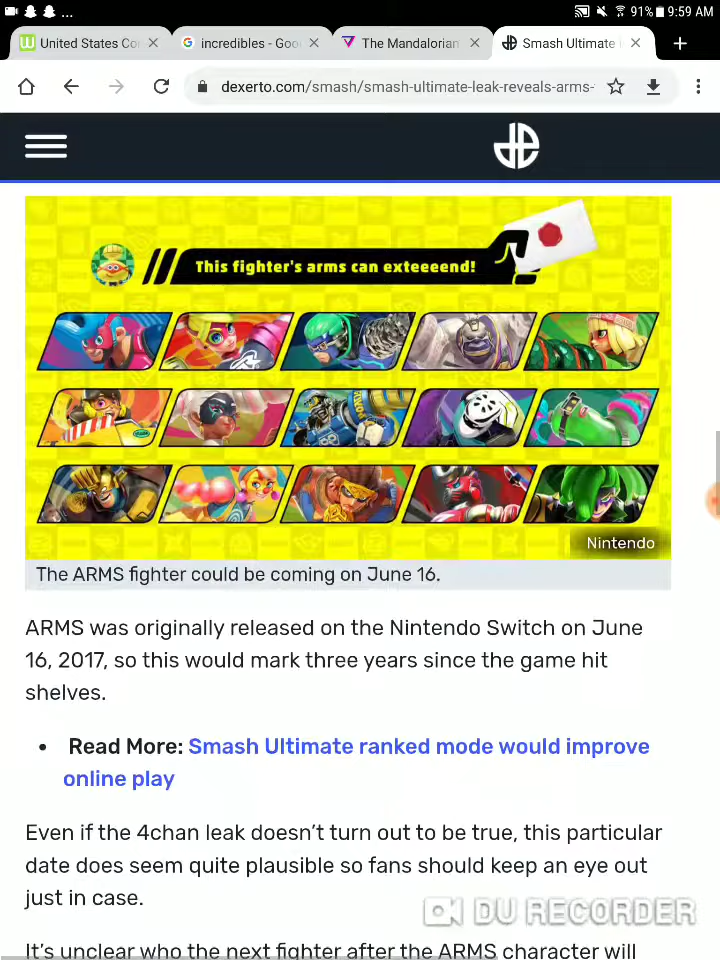 ... 91% 9:59 AM
United States Co
incredibles - Goo
The Mandalorian
Smash Ultimate
dexerto.com/smash/smash-ultimate-leak-reveals-arms-
This fighter's arms can exteeeend!
Nintendo
The ARMS fighter could be coming on June 16.
ARMS was originally released on the Nintendo Switch on June
16, 2017, so this would mark three years since the game hit
shelves.
• Read More: Smash Ultimate ranked mode would improve
online play
Even if the 4chan leak doesn’t turn out to be true, this particular
date does seem quite plausible so fans should keep an eye out
just in case.
DU RECORDER
It’s unclear who the next fighter after the ARMS character will